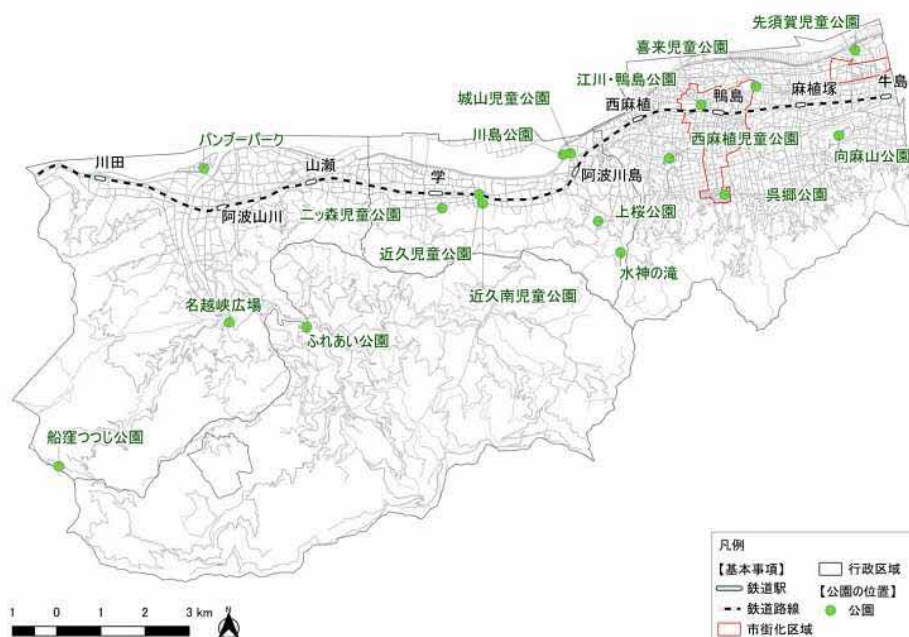 先須賀児童公園
喜来児童公園
江川・鴨島公園
牛島
麻植塚
鴨島
西麻植
城山児童公園
川島公園
西麻植児童公園
向麻山公園
バンブーパーク
川田
山瀬
学
阿波川島
呉郷公園
阿波山川
二ッ森児童公園
上桜公園
近久児童公園
水神の滝
近久南児童公園
名越峡広場
ふれあい公園
船窪つつじ公園
凡例
【基本事項】
鉄道駅
鉄道路線
市街化区域
行政区域
【公園の位置】
公園
1 0 1 2 3 km
N